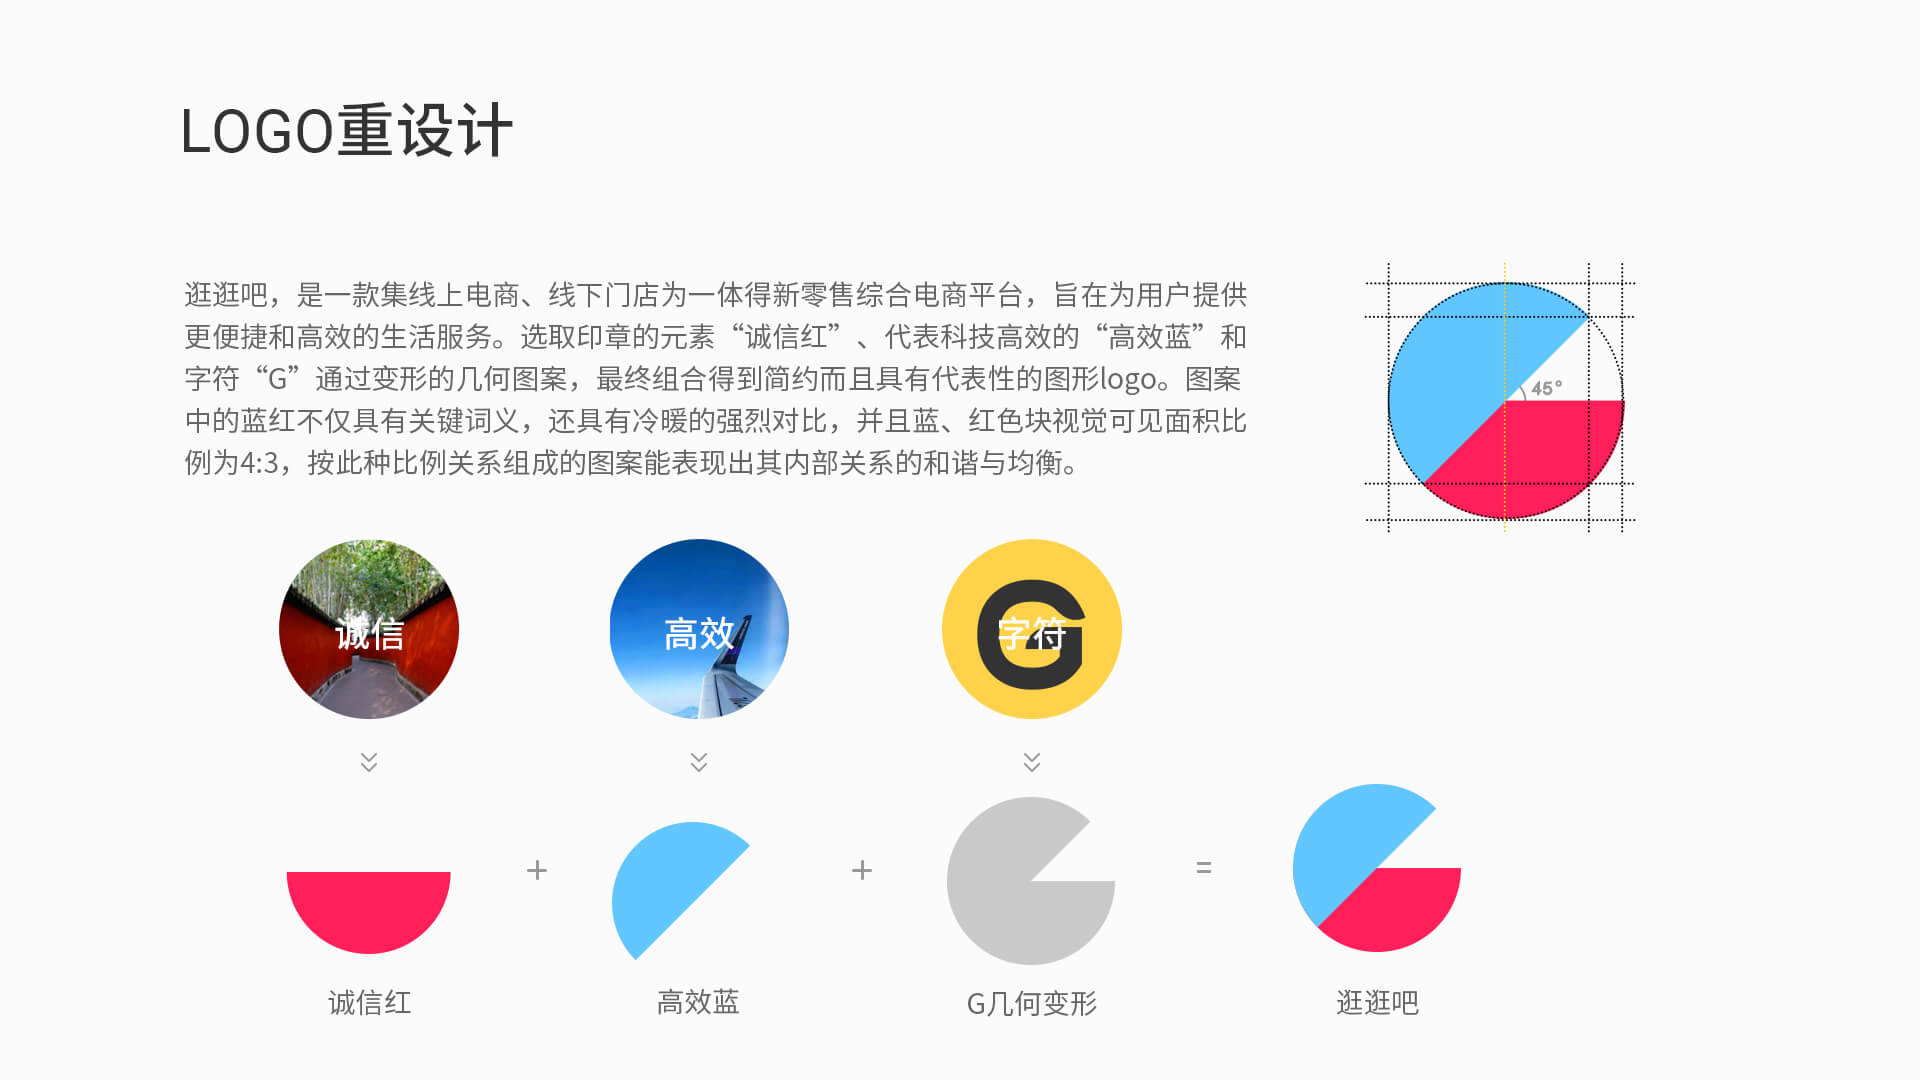 LOGO重设计
逛逛吧，是一款集线上电商、线下门店为一体得新零售综合电商平台，旨在为用户提供
更便捷和高效的生活服务。选取印章的元素“诚信红”、代表科技高效的“高效蓝”和
字符“G”通过变形的几何图案，最终组合得到简约而且具有代表性的图形logo。图案
中的蓝红不仅具有关键词义，还具有冷暖的强烈对比，并且蓝、红色块视觉可见面积比
例为4:3，按此种比例关系组成的图案能表现出其内部关系的和谐与均衡。
45°
诚信
高效
G
字符
+
+
=
诚信红
高效蓝
G几何变形
逛逛吧